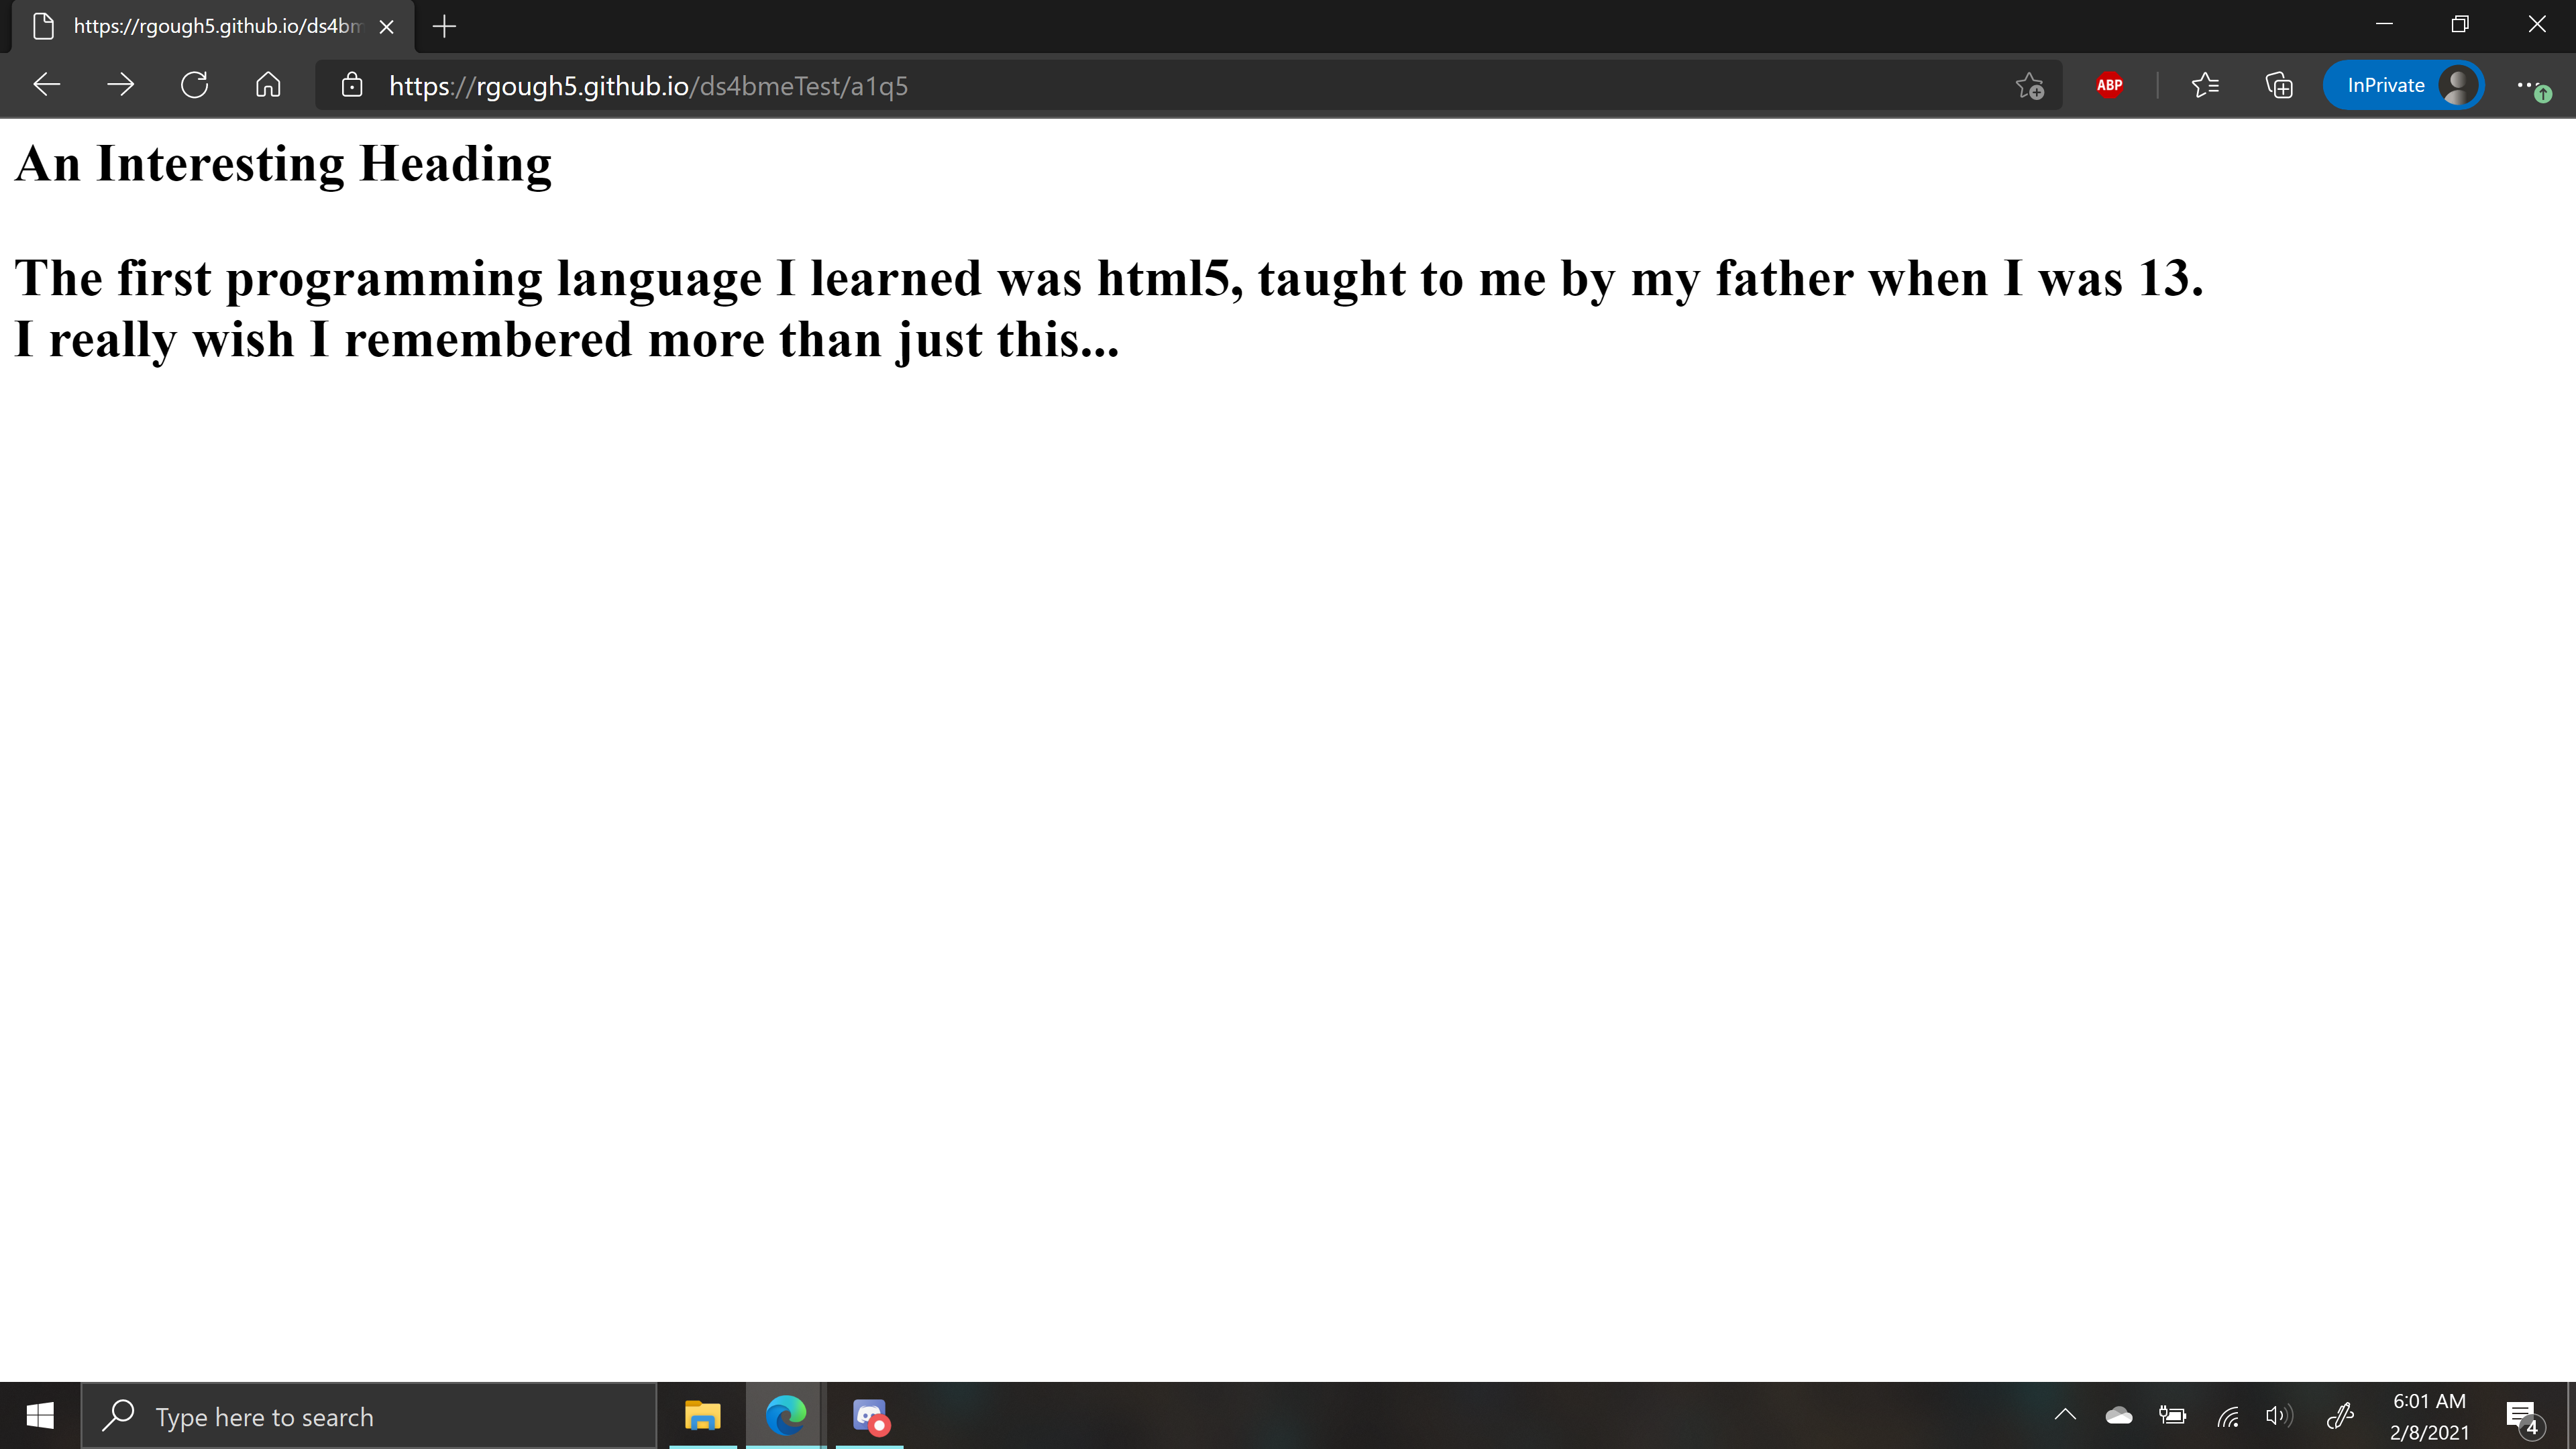 https://rgough5.github.io/ds4bm
https://rgough5.github.io/ds4bmeTest/a1q5
ABP
InPrivate
An Interesting Heading
The first programming language I learned was html5, taught to me by my father when I was 13.
I really wish I remembered more than just this...
Type here to search
6:01 AM
2/8/2021
4